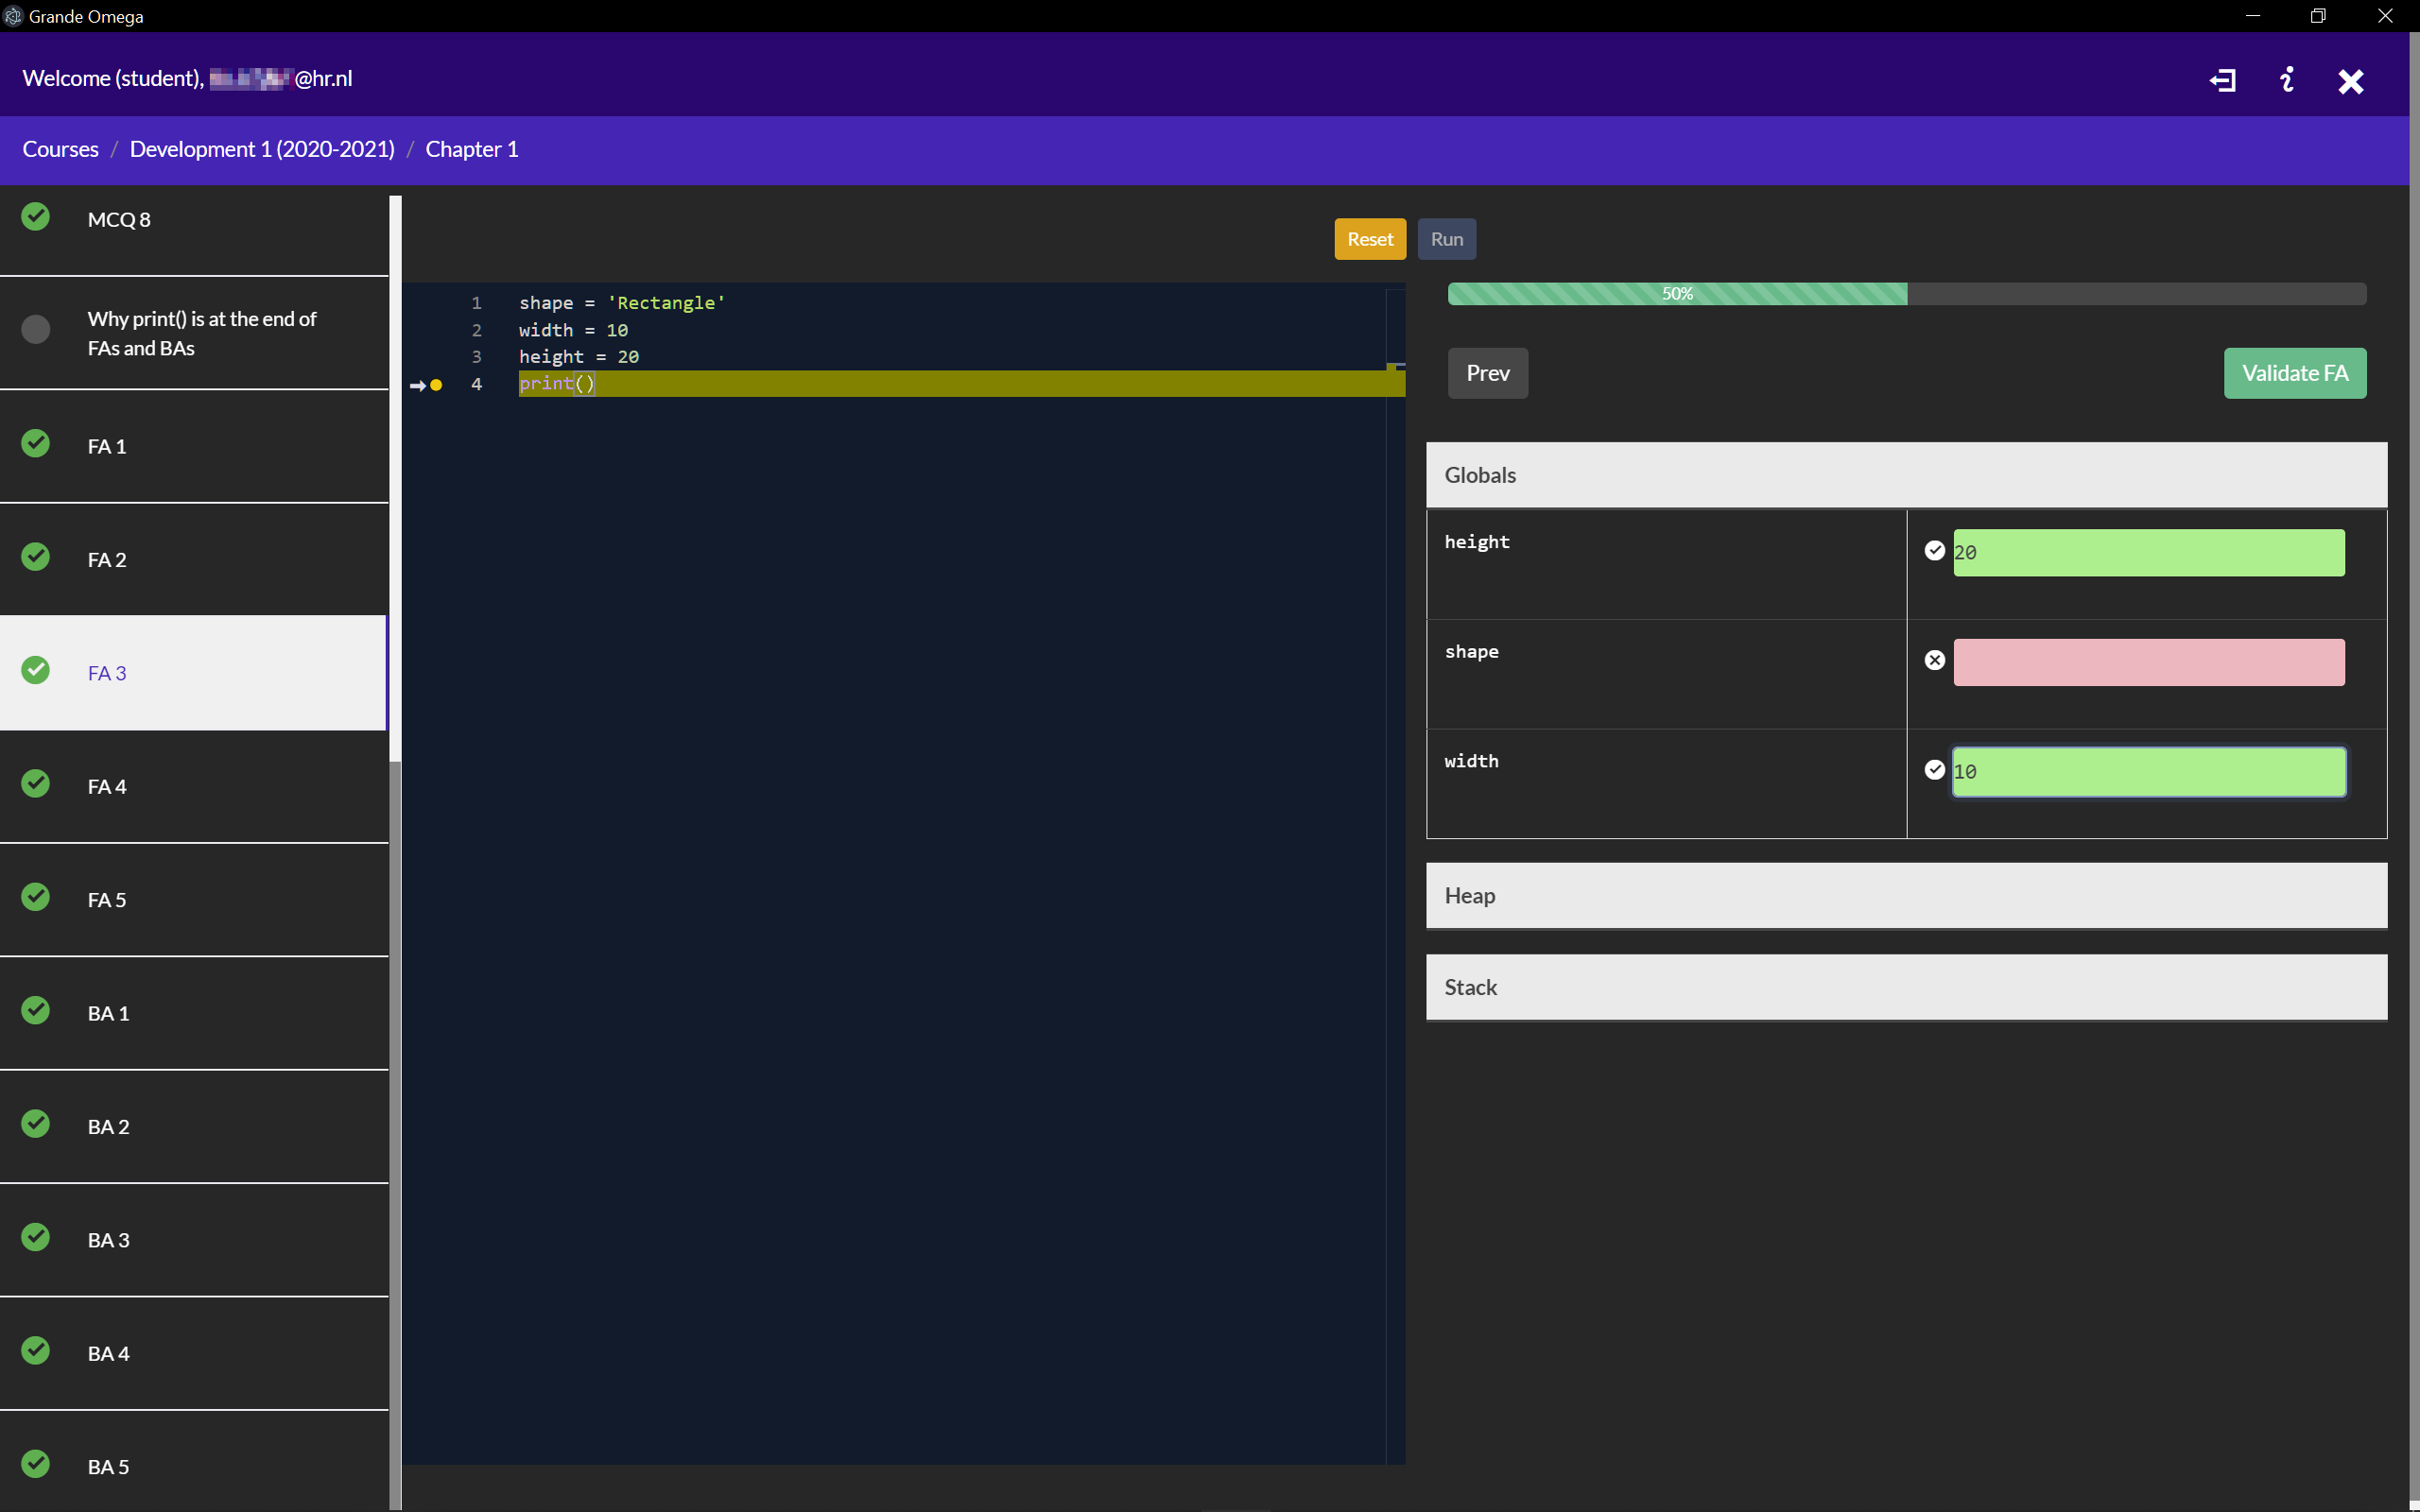 Grande Omega
Welcome (student), @hr.nl
Courses / Development 1 (2020-2021) / Chapter 1
MCQ 8
Why print() is at the end of
FAs and BAs
FA 1
FA 2
FA 3
FA 4
FA 5
BA 1
BA 2
BA 3
BA 4
BA 5
Reset Run
1 shape = 'Rectangle'
2 width = 10
3 height = 20
4 print()
50%
Prev Validate FA
Globals
height 20
shape
width 10
Heap
Stack